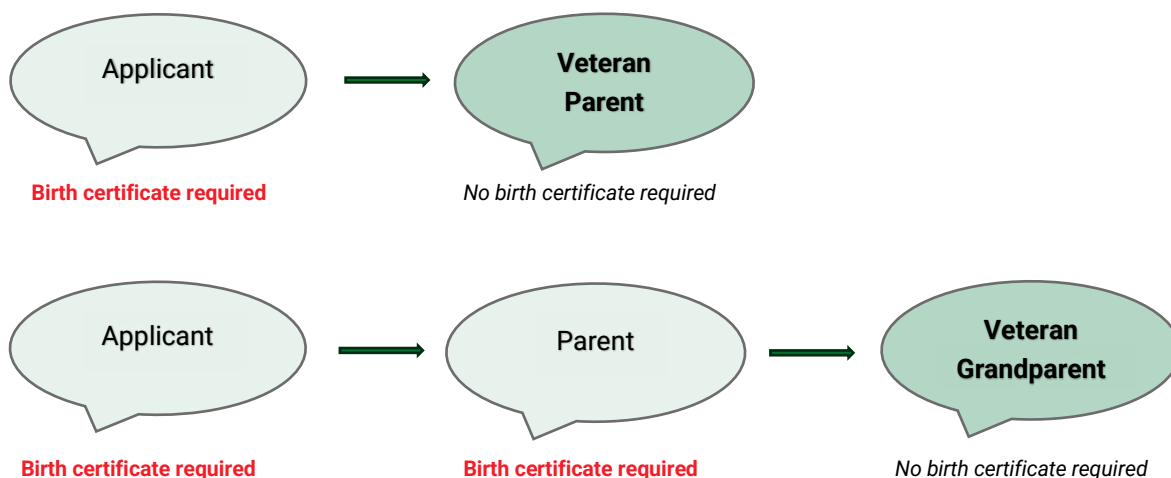 Applicant
Veteran
Parent
Birth certificate required
No birth certificate required
Applicant
Parent
Veteran
Grandparent
Birth certificate required
Birth certificate required
No birth certificate required